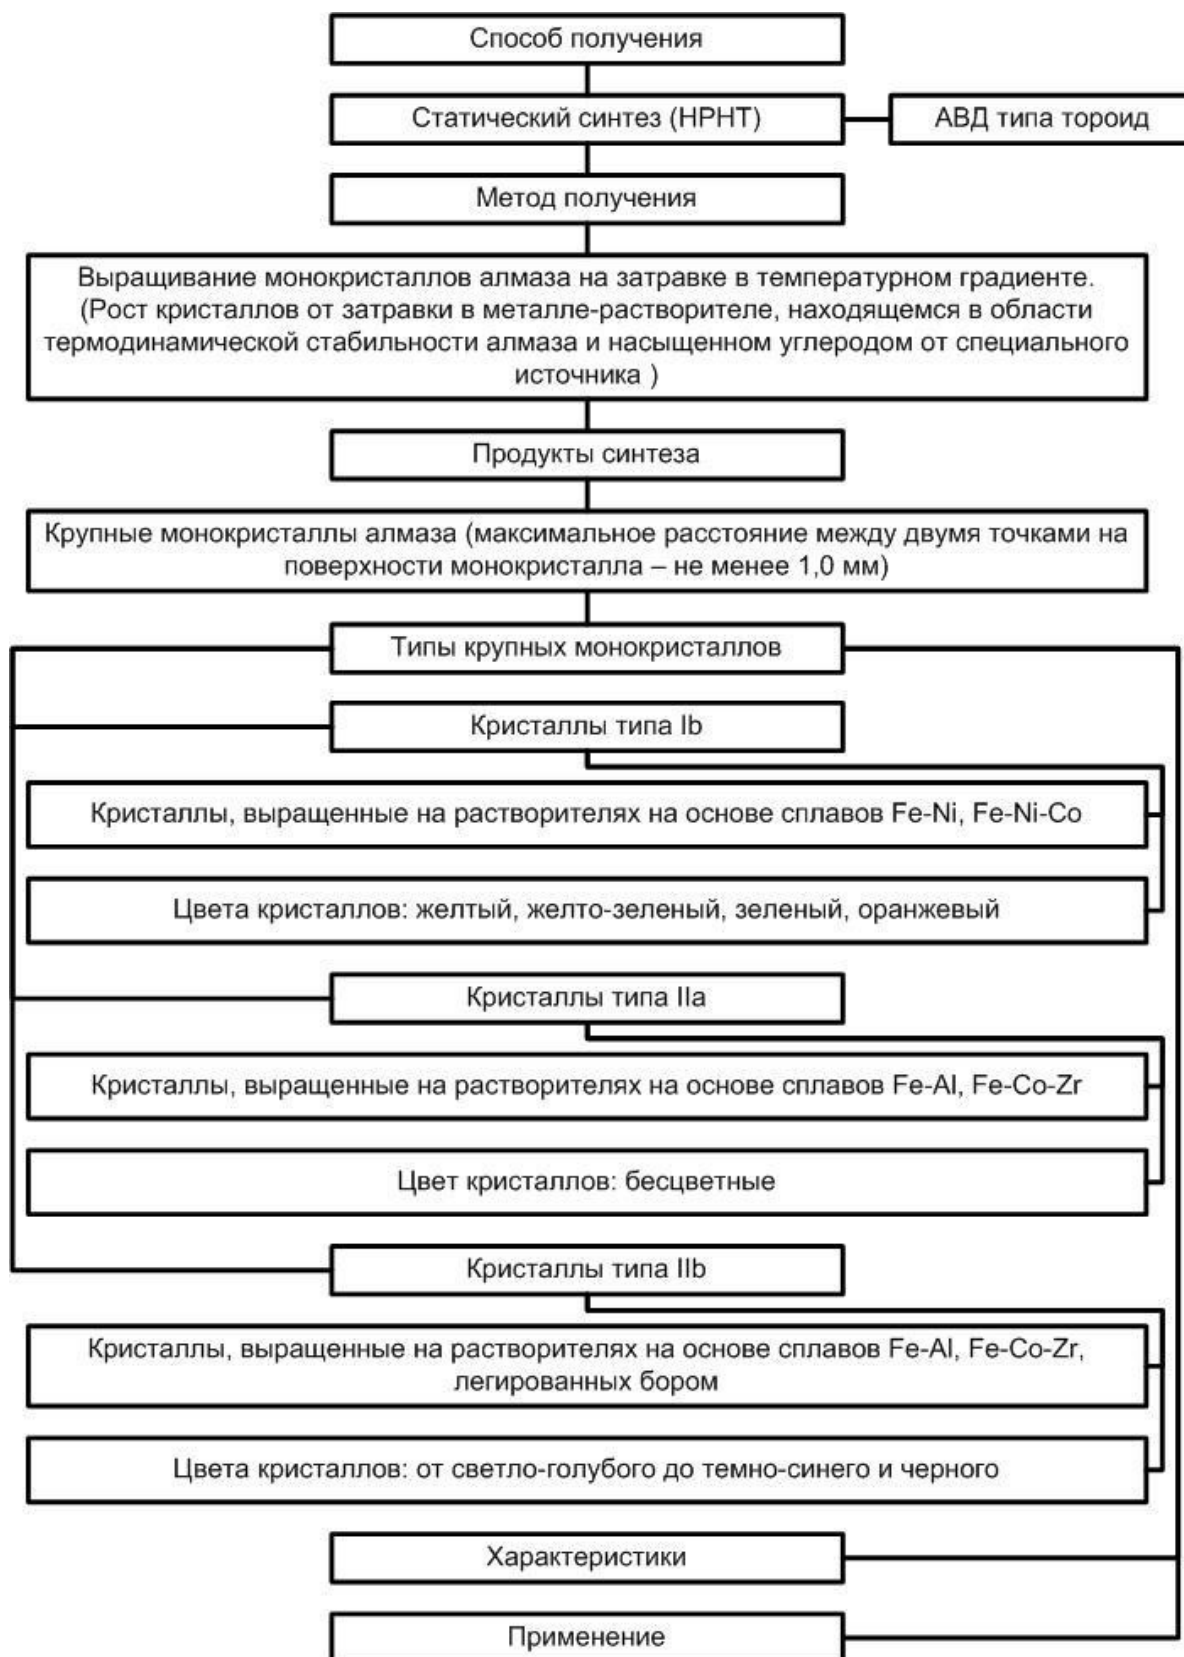 Способ получения
Статический синтез (НРНТ)
АВД типа тороид
Метод получения
Выращивание монокристаллов алмаза на затравке в температурном градиенте.
(Рост кристаллов от затравки в металле-растворителе, находящемся в области
термодинамической стабильности алмаза и насыщенном углеродом от специального
источника )
Продукты синтеза
Крупные монокристаллы алмаза (максимальное расстояние между двумя точками на
поверхности монокристалла – не менее 1,0 мм)
Типы крупных монокристаллов
Кристаллы типа Ib
Кристаллы, выращенные на растворителях на основе сплавов Fe-Ni, Fe-Ni-Co
Цвета кристаллов: желтый, желто-зеленый, зеленый, оранжевый
Кристаллы типа IIa
Кристаллы, выращенные на растворителях на основе сплавов Fe-Al, Fe-Co-Zr
Цвет кристаллов: бесцветные
Кристаллы типа IIb
Кристаллы, выращенные на растворителях на основе сплавов Fe-Al, Fe-Co-Zr,
легированных бором
Цвета кристаллов: от светло-голубого до темно-синего и черного
Характеристики
Применение